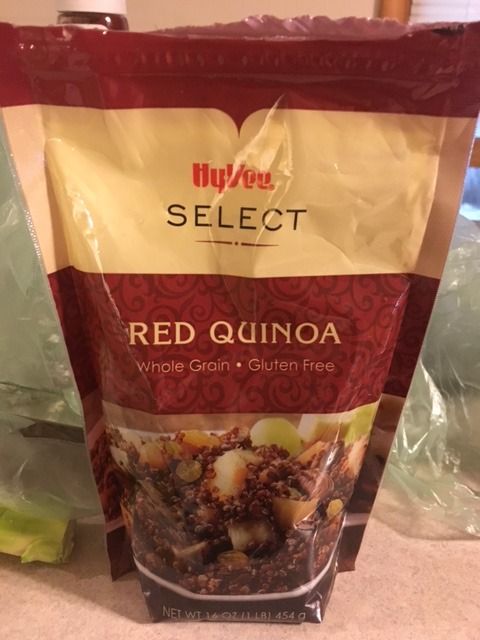 HyVee
SELECT
RED QUINOA
Whole Grain • Gluten Free
NET WT 16 OZ (1 LB) 454 g